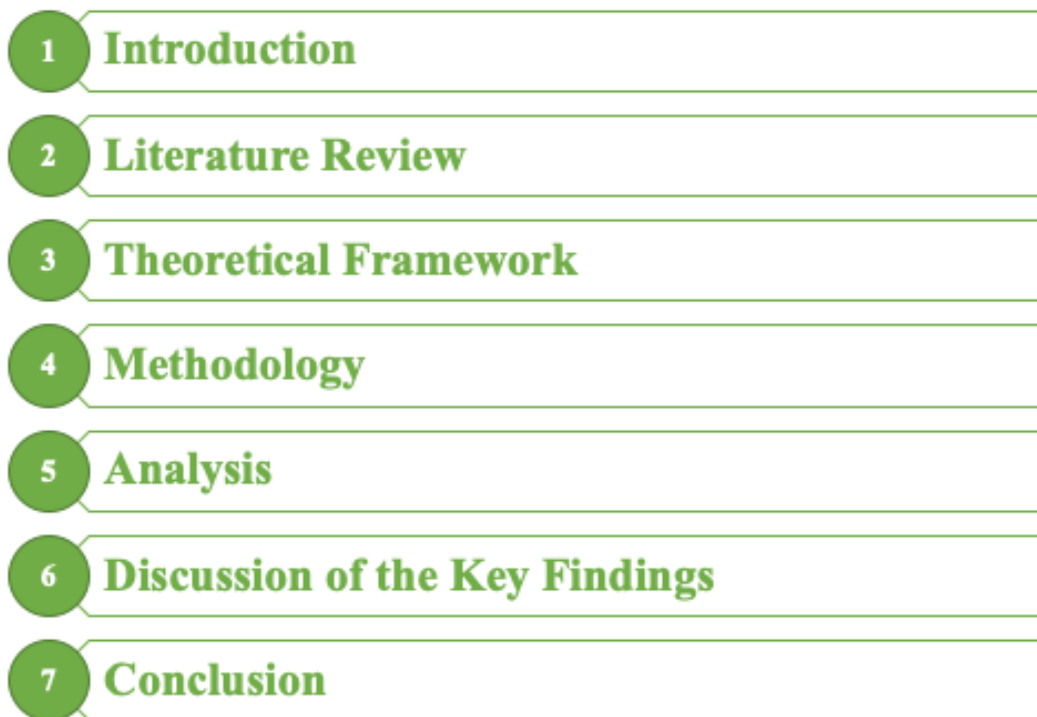 1 Introduction
2 Literature Review
3 Theoretical Framework
4 Methodology
5 Analysis
6 Discussion of the Key Findings
7 Conclusion